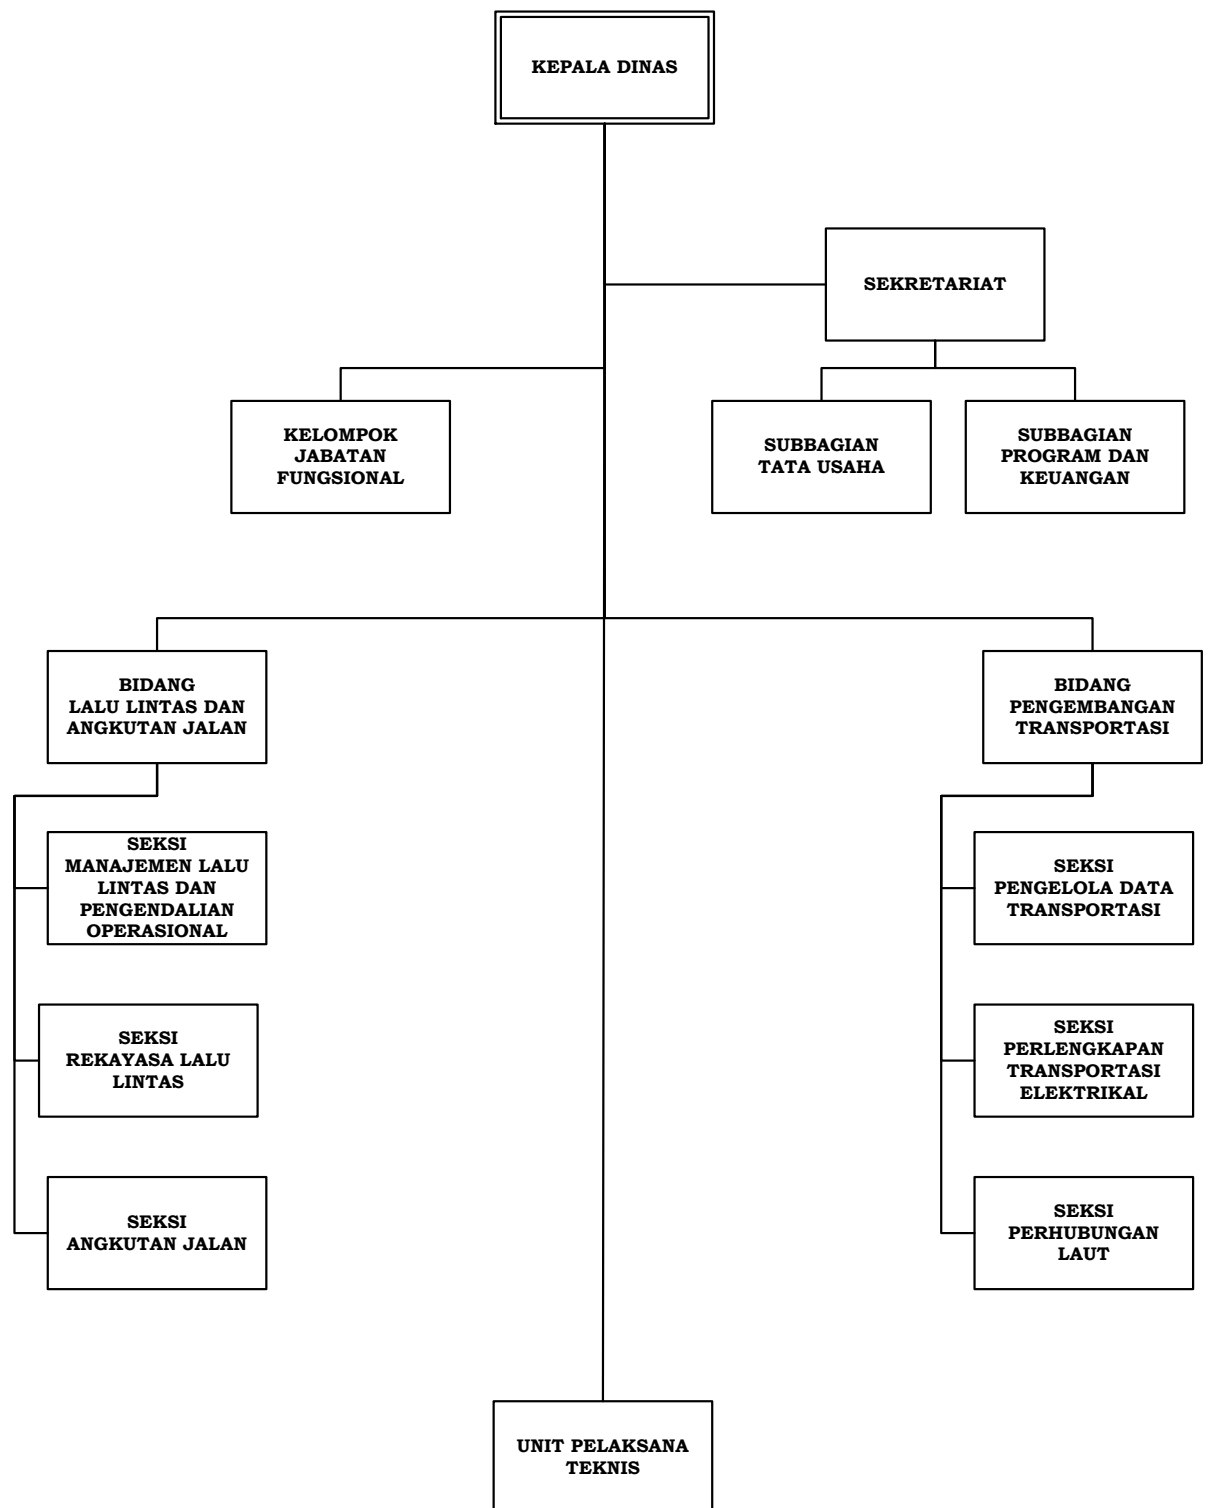 KEPALA DINAS
SEKRETARIAT
KELOMPOK
JABATAN
FUNGSIONAL
SUBBAGIAN
TATA USAHA
SUBBAGIAN
PROGRAM DAN
KEUANGAN
BIDANG
LALU LINTAS DAN
ANGKUTAN JALAN
BIDANG
PENGEMBANGAN
TRANSPORTASI
SEKSI
MANAJEMEN LALU
LINTAS DAN
PENGENDALIAN
OPERASIONAL
SEKSI
PENGELOLA DATA
TRANSPORTASI
SEKSI
REKAYASA LALU
LINTAS
SEKSI
PERLENGKAPAN
TRANSPORTASI
ELEKTRIKAL
SEKSI
ANGKUTAN JALAN
SEKSI
PERHUBUNGAN
LAUT
UNIT PELAKSANA
TEKNIS